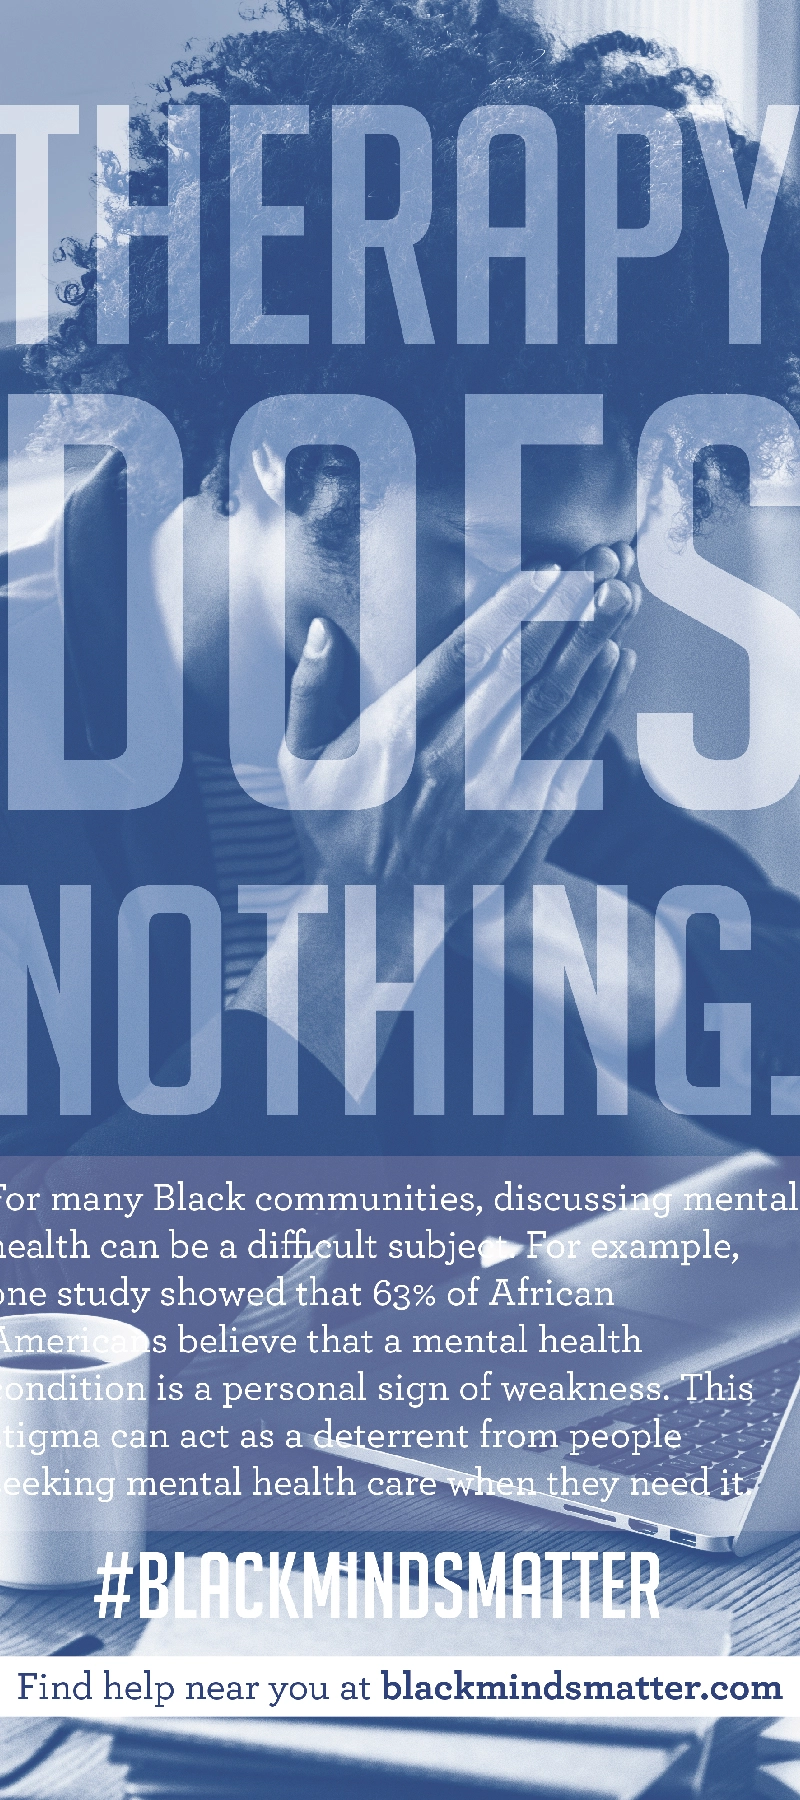 THERAPY
DOES
NOTHING.
For many Black communities, discussing mental
health can be a difficult subject. For example,
one study showed that 63% of African
Americans believe that a mental health
condition is a personal sign of weakness. This
stigma can act as a deterrent from people
seeking mental health care when they need it.
#BLACKMINDSMATTER
Find help near you at blackmindsmatter.com